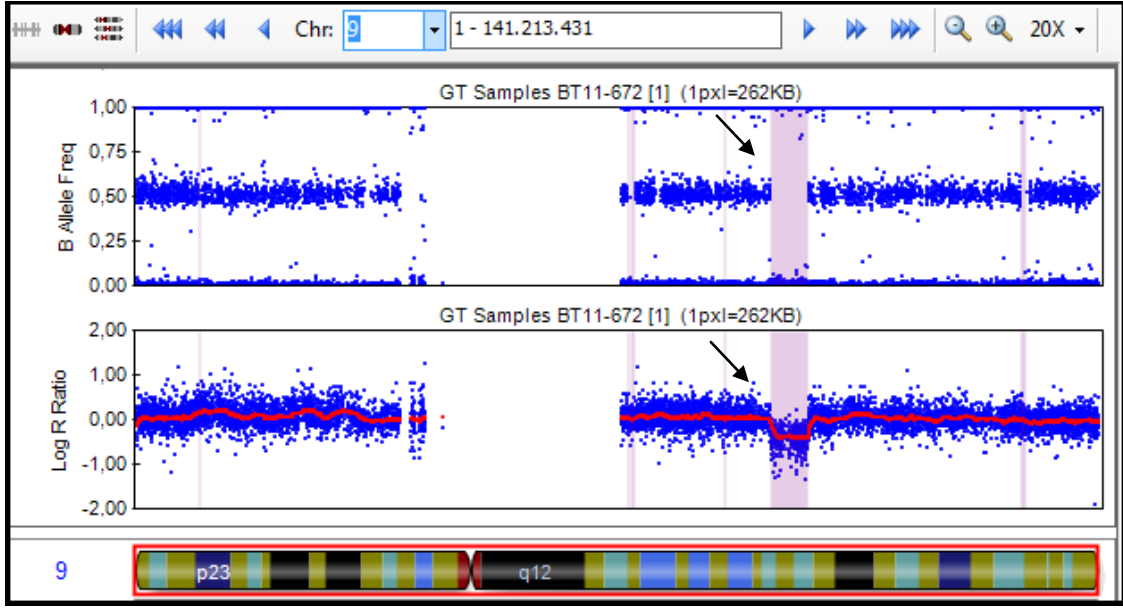 Chr: 9 1 - 141.213.431 20X
GT Samples BT11-672 [1] (1pxl=262KB)
1,00
0,75
0,50
0,25
0,00
B Allele Freq
GT Samples BT11-672 [1] (1pxl=262KB)
2,00
1,00
0,00
-1,00
-2,00
Log R Ratio
9 p23 q12